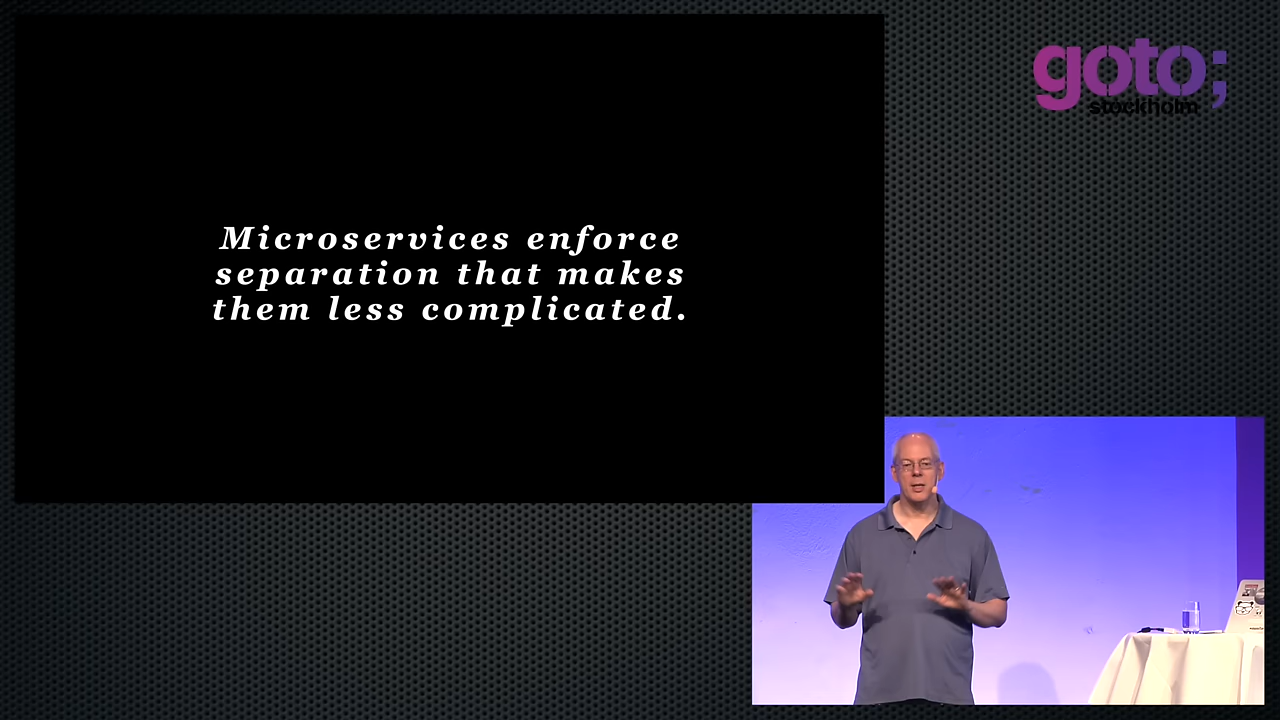 goto;
stockholm
Microservices enforce
separation that makes
them less complicated.